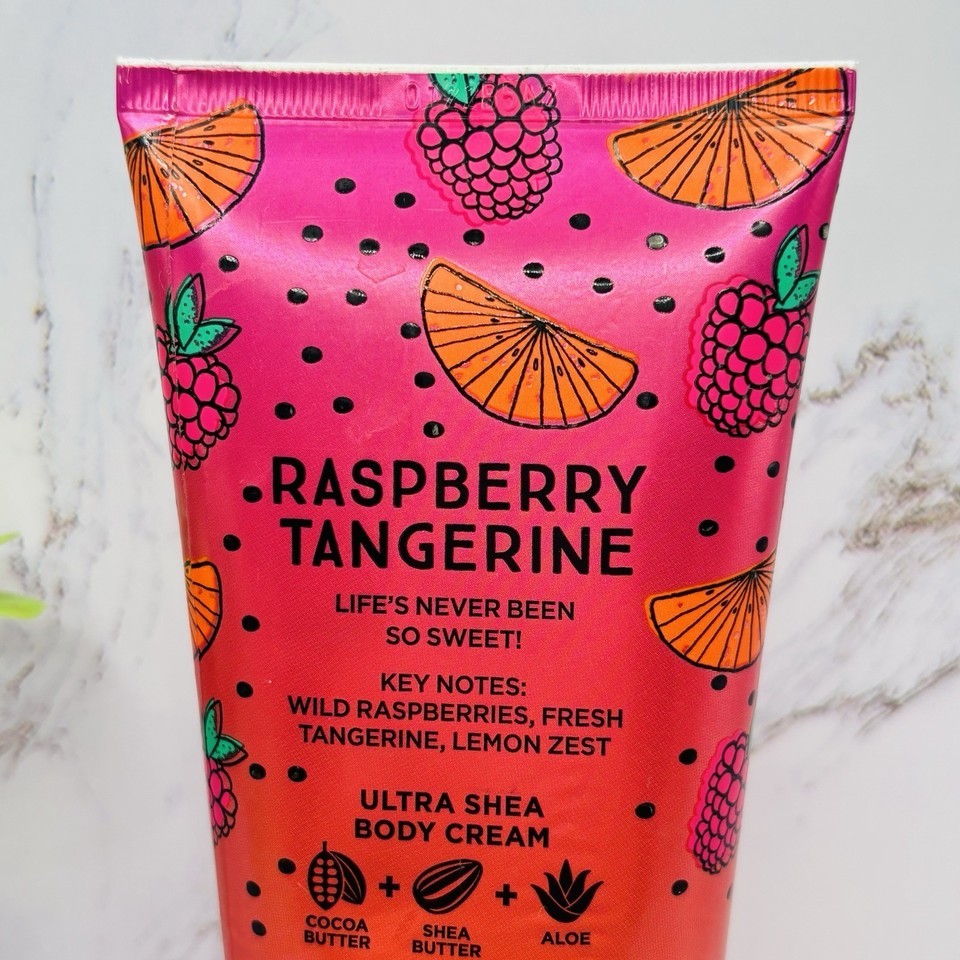 RASPBERRY
TANGERINE
LIFE'S NEVER BEEN
SO SWEET!
KEY NOTES:
WILD RASPBERRIES, FRESH
TANGERINE, LEMON ZEST
ULTRA SHEA
BODY CREAM
COCOA
BUTTER
+
SHEA
BUTTER
+
ALOE